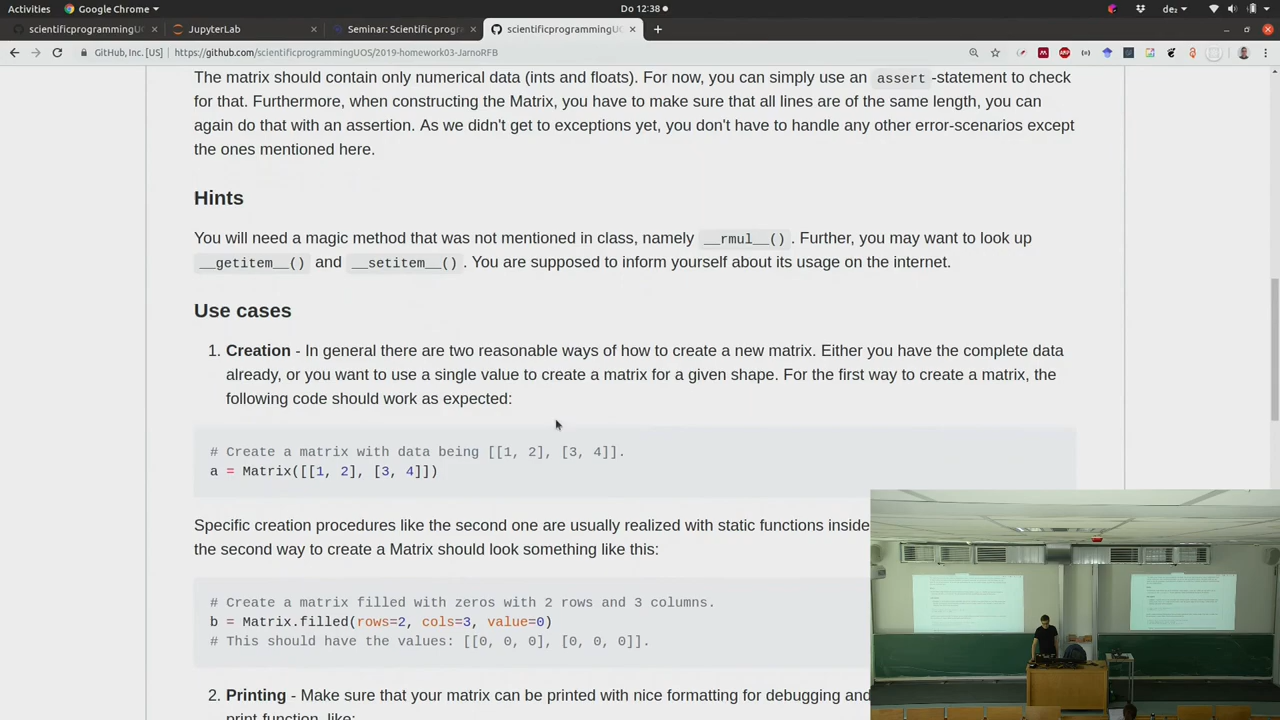 Activities
Google Chrome
Do 12:38
de₂
scientificprogrammingUO
JupyterLab
Seminar: Scientific progr
scientificprogrammingUO
GitHub, Inc. [US]
https://github.com/scientificprogrammingUOS/2019-homework03-JarnoRFB
The matrix should contain only numerical data (ints and floats). For now, you can simply use an assert -statement to check
for that. Furthermore, when constructing the Matrix, you have to make sure that all lines are of the same length, you can
again do that with an assertion. As we didn't get to exceptions yet, you don't have to handle any other error-scenarios except
the ones mentioned here.
Hints
You will need a magic method that was not mentioned in class, namely __rmul__() . Further, you may want to look up
__getitem__() and __setitem__() . You are supposed to inform yourself about its usage on the internet.
Use cases
1. Creation - In general there are two reasonable ways of how to create a new matrix. Either you have the complete data
already, or you want to use a single value to create a matrix for a given shape. For the first way to create a matrix, the
following code should work as expected:
# Create a matrix with data being [[1, 2], [3, 4]].
a = Matrix([[1, 2], [3, 4]])
Specific creation procedures like the second one are usually realized with static functions inside
the second way to create a Matrix should look something like this:
# Create a matrix filled with zeros with 2 rows and 3 columns.
b = Matrix.filled(rows=2, cols=3, value=0)
# This should have the values: [[0, 0, 0], [0, 0, 0]].
2. Printing - Make sure that your matrix can be printed with nice formatting for debugging and
print function, like: